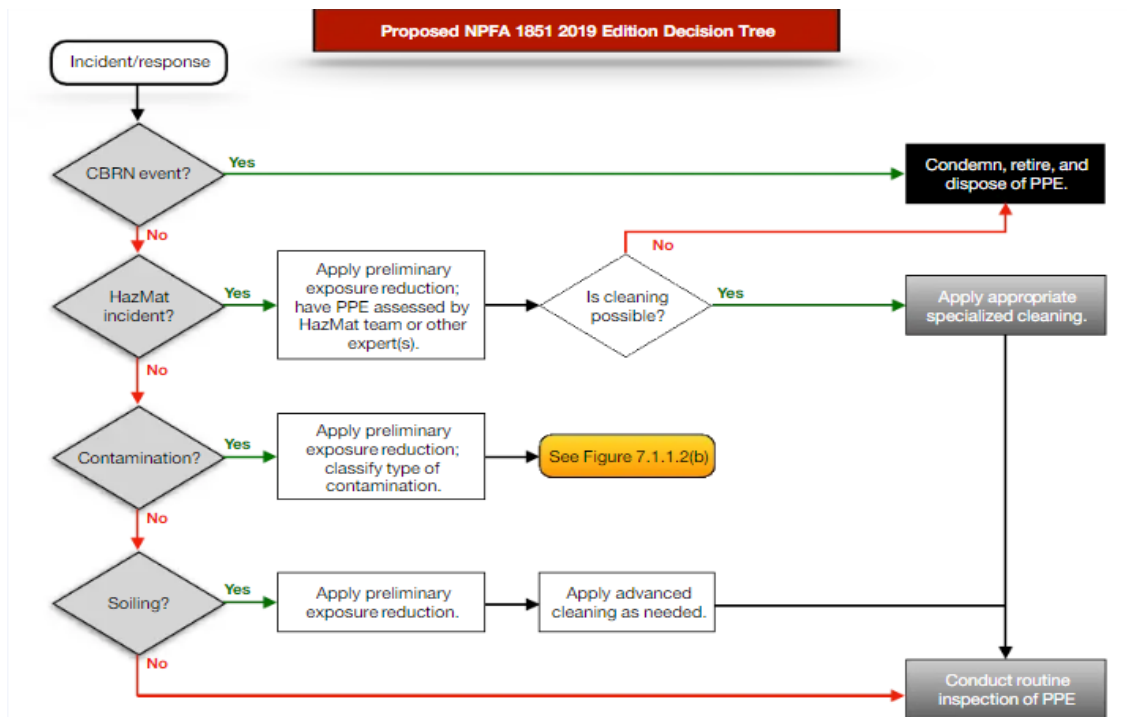 Proposed NPFA 1851 2019 Edition Decision Tree
Incident/response
CBRN event?
Yes
Condemn, retire, and
dispose of PPE.
No
HazMat
incident?
Yes
Apply preliminary
exposure reduction;
have PPE assessed by
HazMat team or other
expert(s).
Is cleaning
possible?
No
Yes
Apply appropriate
specialized cleaning.
No
Contamination?
Yes
Apply preliminary
exposure reduction;
classify type of
contamination.
See Figure 7.1.1.2(b)
No
Soiling?
Yes
Apply preliminary
exposure reduction.
Apply advanced
cleaning as needed.
No
Conduct routine
inspection of PPE